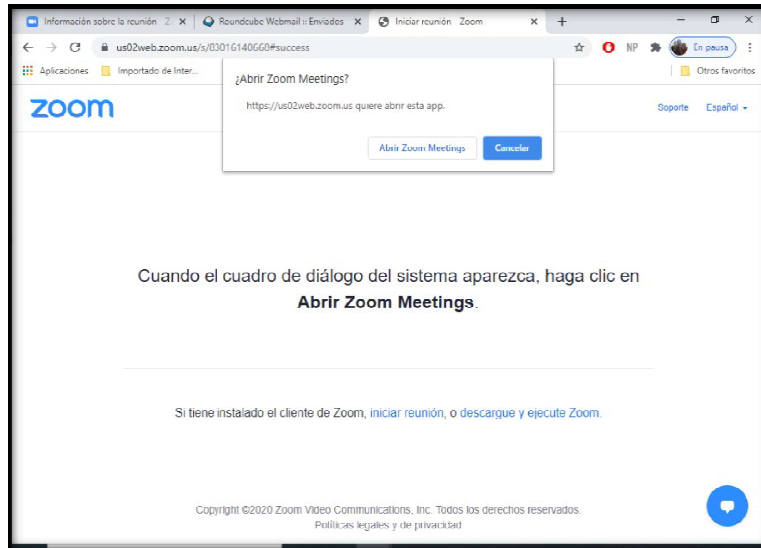 Información sobre la reunión Z
Roundcube Webmail :: Enviados
Iniciar reunión Zoom
us02web.zoom.us/s/83016140660#success
NP
En pausa
Aplicaciones
Importado de Inter...
Otros favoritos
¿Abrir Zoom Meetings?
https://us02web.zoom.us quiere abrir esta app.
Abrir Zoom Meetings
Cancelar
zoom
Soporte
Español
Cuando el cuadro de diálogo del sistema aparezca, haga clic en
Abrir Zoom Meetings.
Si tiene instalado el cliente de Zoom, iniciar reunión, o descargue y ejecute Zoom.
Copyright ©2020 Zoom Video Communications, Inc. Todos los derechos reservados.
Políticas legales y de privacidad